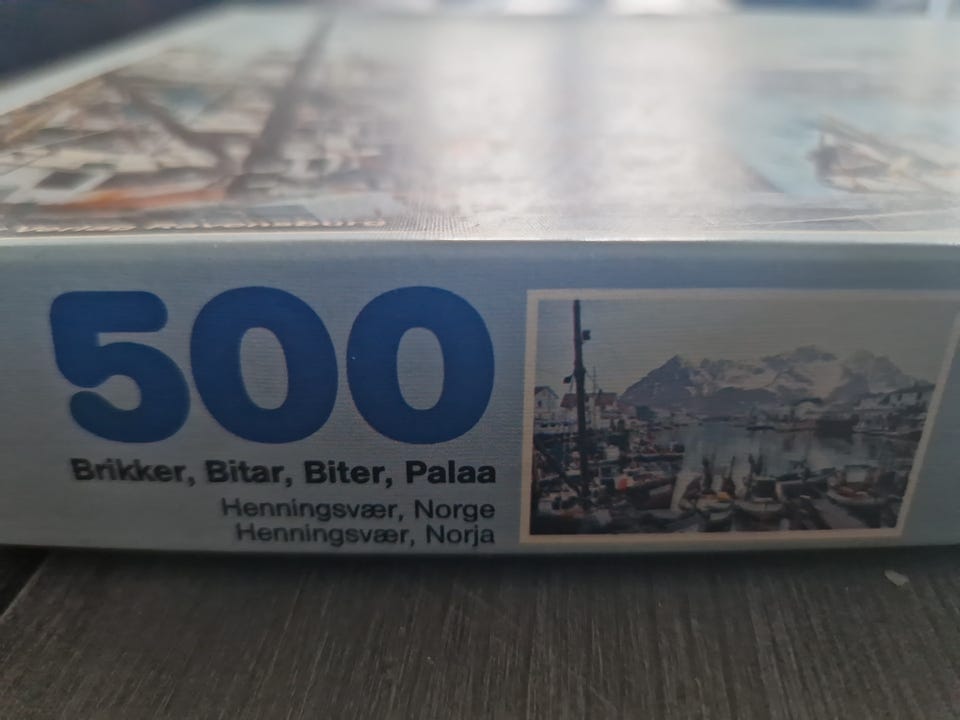 500
Brikker, Bitar, Biter, Palaa
Henningsvær, Norge
Henningsvær, Norja